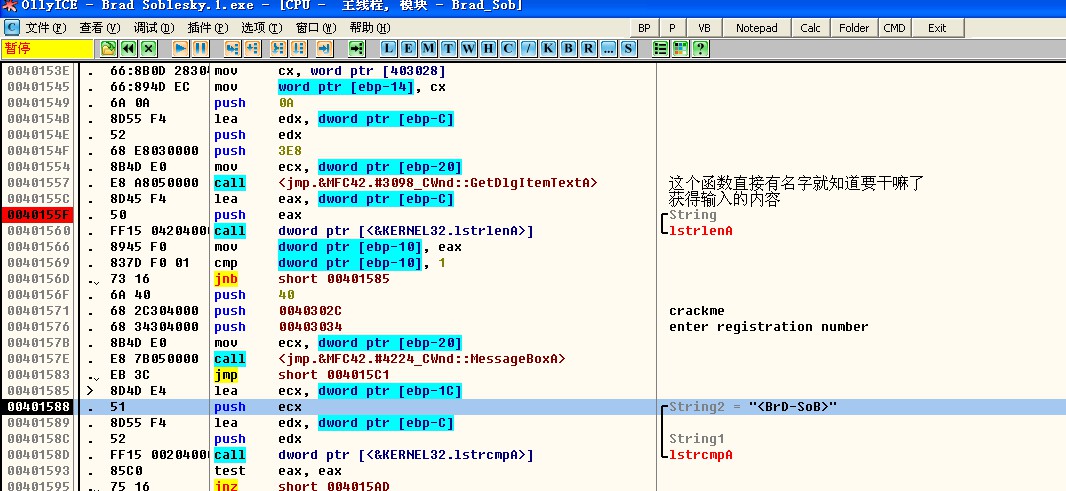 OllyICE - Brad Soblesky.1.exe - [CPU - 主线程, 模块 - Brad_Sob]
C 文件(F) 查看(V) 调试(D) 插件(P) 选项(T) 窗口(W) 帮助(H) BP P VB Notepad Calc Folder CMD Exit
暂停 L E M T W H C / K B R ... S ?
0040153E . 66:8B0D 28304 mov cx, word ptr [403028]
00401545 . 66:894D EC mov word ptr [ebp-14], cx
00401549 . 6A 0A push 0A
0040154B . 8D55 F4 lea edx, dword ptr [ebp-C]
0040154E . 52 push edx
0040154F . 68 E8030000 push 3E8
00401554 . 8B4D E0 mov ecx, dword ptr [ebp-20]
00401557 . E8 A8050000 call <jmp.&MFC42.#3098_CWnd::GetDlgItemTextA> 这个函数直接有名字就知道要干嘛了
0040155C . 8D45 F4 lea eax, dword ptr [ebp-C] 获得输入的内容
0040155F . 50 push eax String
00401560 . FF15 04204000 call dword ptr [<&KERNEL32.lstrlenA>] lstrlenA
00401566 . 8945 F0 mov dword ptr [ebp-10], eax
00401569 . 837D F0 01 cmp dword ptr [ebp-10], 1
0040156D . 73 16 jnb short 00401585
0040156F . 6A 40 push 40
00401571 . 68 2C304000 push 0040302C crackme
00401576 . 68 34304000 push 00403034 enter registration number
0040157B . 8B4D E0 mov ecx, dword ptr [ebp-20]
0040157E . E8 7B050000 call <jmp.&MFC42.#4224_CWnd::MessageBoxA>
00401583 . EB 3C jmp short 004015C1
00401585 > 8D4D E4 lea ecx, dword ptr [ebp-1C]
00401588 . 51 push ecx String2 = "<BrD-SoB>"
00401589 . 8D55 F4 lea edx, dword ptr [ebp-C]
0040158C . 52 push edx String1
0040158D . FF15 00204000 call dword ptr [<&KERNEL32.lstrcmpA>] lstrcmpA
00401593 . 85C0 test eax, eax
00401595 . 75 16 jnz short 004015AD